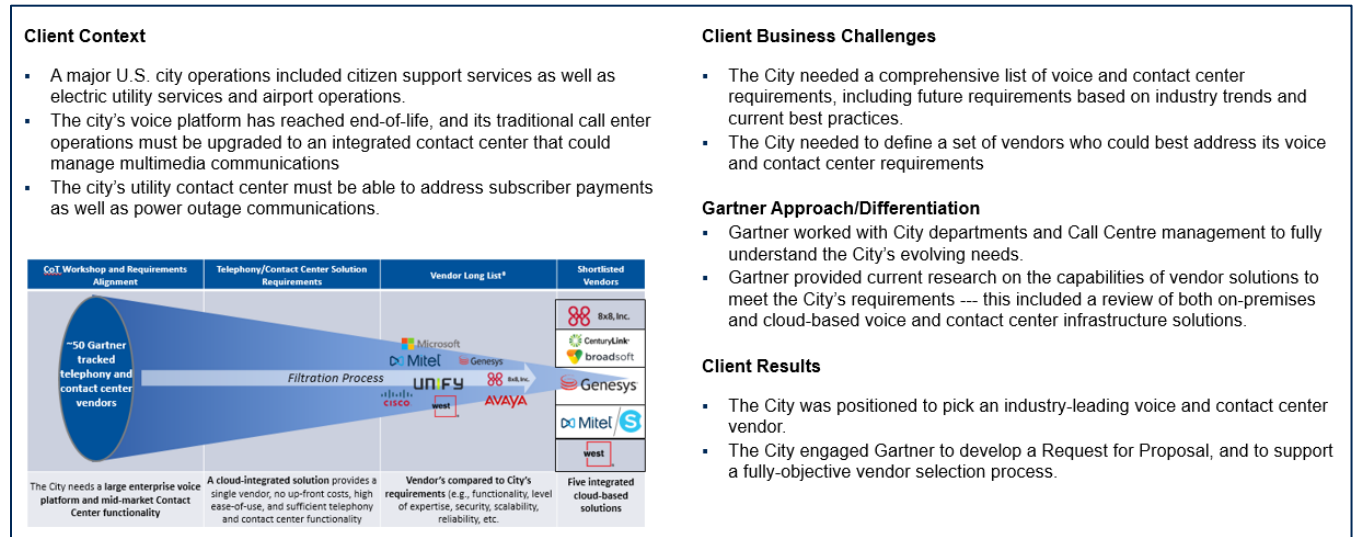 Client Context
▪ A major U.S. city operations included citizen support services as well as
electric utility services and airport operations.
▪ The city's voice platform has reached end-of-life, and its traditional call enter
operations must be upgraded to an integrated contact center that could
manage multimedia communications
▪ The city's utility contact center must be able to address subscriber payments
as well as power outage communications.
CoT Workshop and Requirements
Alignment
Telephony/Contact Center Solution
Requirements
Vendor Long List*
Shortlisted
Vendors
~50 Gartner
tracked
telephony and
contact center
vendors
Filtration Process
Microsoft
Mitel
Genesys
UNIFY
8x8, Inc.
CISCO
west
AVAYA
8x8, Inc.
CenturyLink
broadsoft
Genesys
Mitel / S
west
The City needs a large enterprise voice
platform and mid-market Contact
Center functionality
A cloud-integrated solution provides a
single vendor, no up-front costs, high
ease-of-use, and sufficient telephony
and contact center functionality
Vendor's compared to City's
requirements (e.g., functionality, level
of expertise, security, scalability,
reliability, etc.
Five integrated
cloud-based
solutions
Client Business Challenges
▪ The City needed a comprehensive list of voice and contact center
requirements, including future requirements based on industry trends and
current best practices.
▪ The City needed to define a set of vendors who could best address its voice
and contact center requirements
Gartner Approach/Differentiation
▪ Gartner worked with City departments and Call Centre management to fully
understand the City's evolving needs.
▪ Gartner provided current research on the capabilities of vendor solutions to
meet the City's requirements --- this included a review of both on-premises
and cloud-based voice and contact center infrastructure solutions.
Client Results
▪ The City was positioned to pick an industry-leading voice and contact center
vendor.
▪ The City engaged Gartner to develop a Request for Proposal, and to support
a fully-objective vendor selection process.